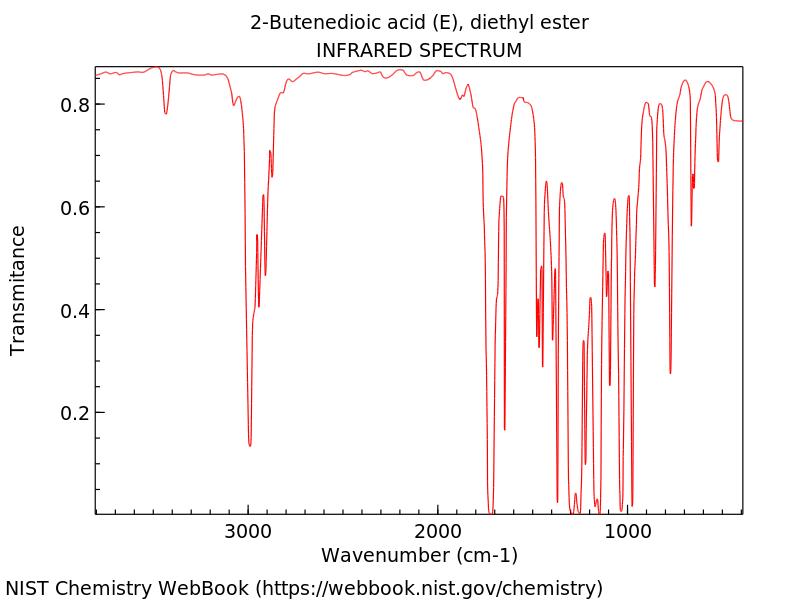 2-Butenedioic acid (E), diethyl ester
INFRARED SPECTRUM
0.8
0.6
0.4
0.2
Transmitance
3000 2000 1000
Wavenumber (cm-1)
NIST Chemistry WebBook (https://webbook.nist.gov/chemistry)